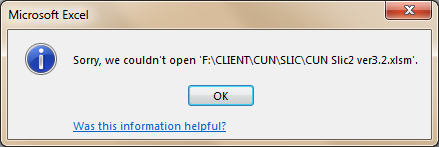 Microsoft Excel
Sorry, we couldn't open 'F:\CLIENT\CUN\SLIC\CUN Slic2 ver3.2.xlsm'.
OK
Was this information helpful?